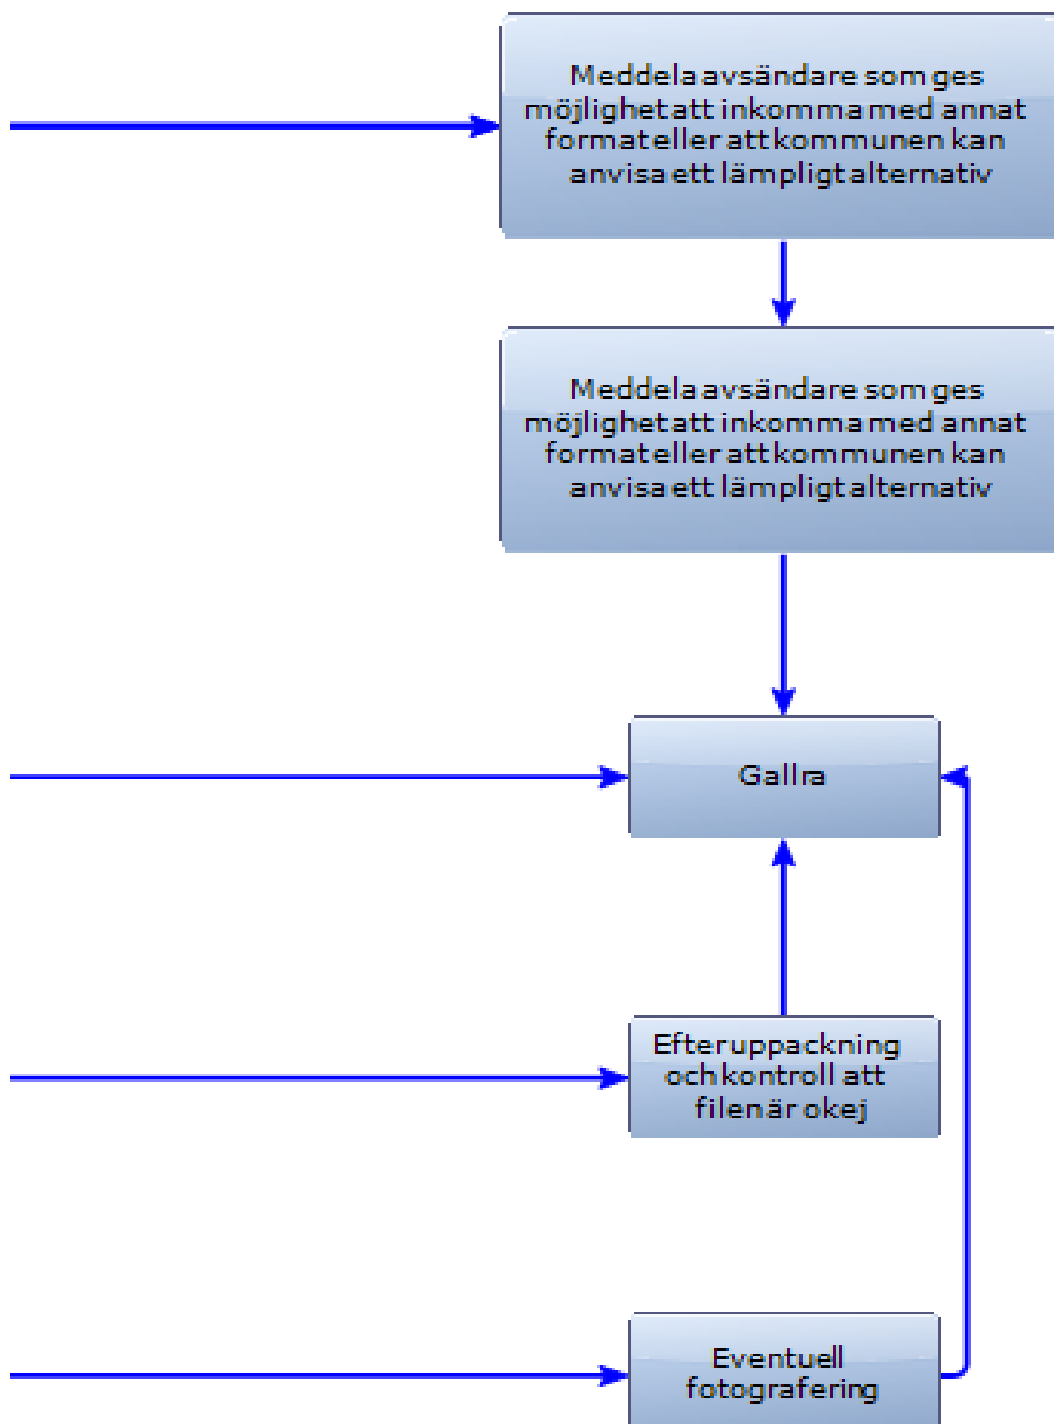 Meddela avsändare som ges
möjlighet att inkomma med annat
format eller att kommunen kan
anvisa ett lämpligt alternativ
Meddela avsändare som ges
möjlighet att inkomma med annat
format eller att kommunen kan
anvisa ett lämpligt alternativ
Gallra
Efter uppackning
och kontroll att
filen är okej
Eventuell
fotografering